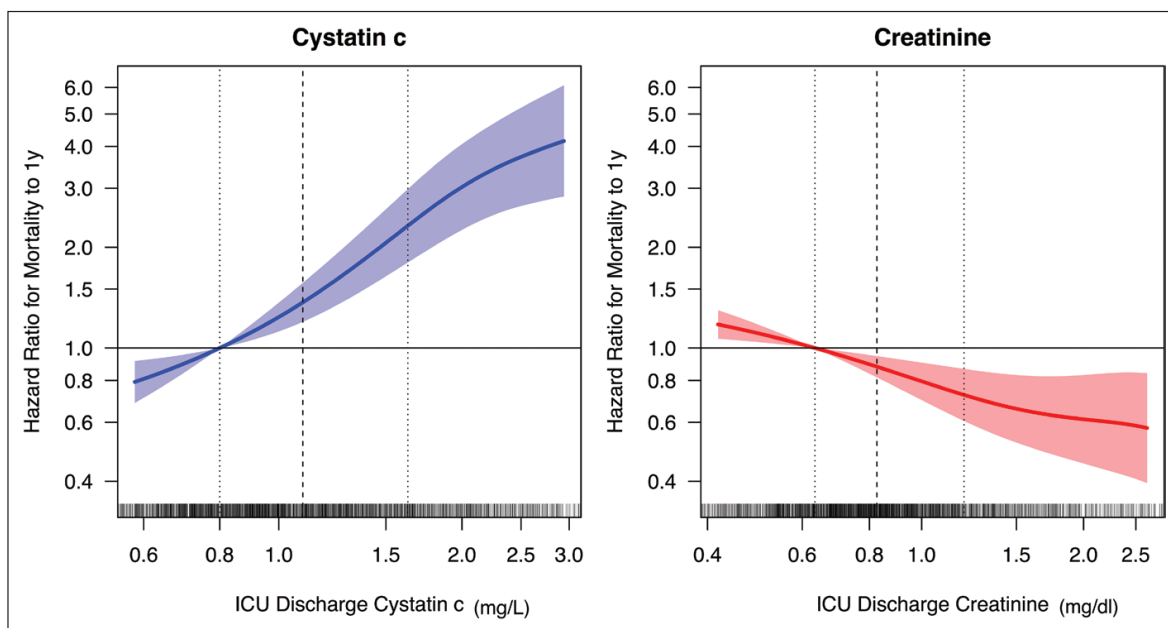 Cystatin c
Hazard Ratio for Mortality to 1y
6.0
5.0
4.0
3.0
2.0
1.5
1.0
0.8
0.6
0.4
0.6 0.8 1.0 1.5 2.0 2.5 3.0
ICU Discharge Cystatin c (mg/L)
Creatinine
Hazard Ratio for Mortality to 1y
6.0
5.0
4.0
3.0
2.0
1.5
1.0
0.8
0.6
0.4
0.4 0.6 0.8 1.0 1.5 2.0 2.5
ICU Discharge Creatinine (mg/dl)